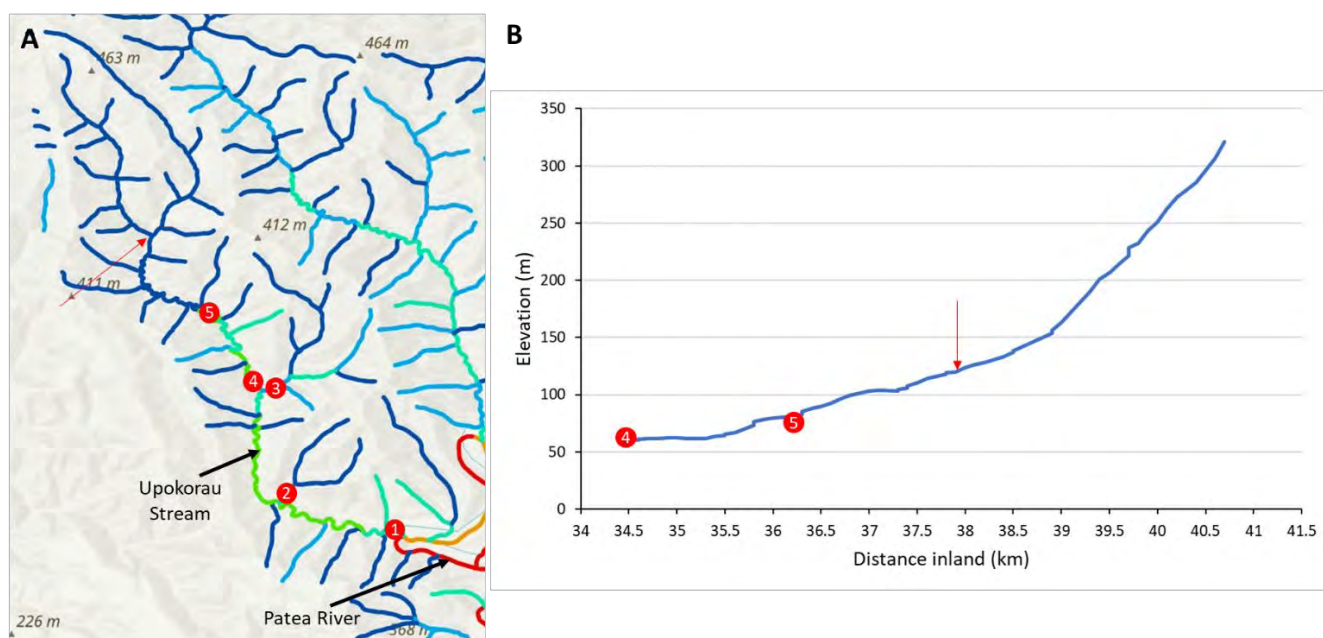 A
463 m
464 m
412 m
411 m
5
4
3
2
1
Upokorau
Stream
Patea River
226 m
368 m
B
350
300
250
200
150
100
50
0
Elevation (m)
4
5
34
34.5
35
35.5
36
36.5
37
37.5
38
38.5
39
39.5
40
40.5
41
41.5
Distance inland (km)